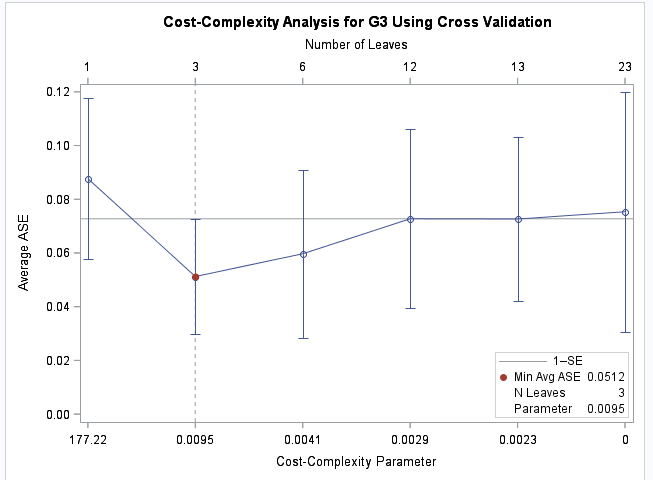 Cost-Complexity Analysis for G3 Using Cross Validation
Number of Leaves
1 3 6 12 13 23
0.12
0.10
0.08
0.06
0.04
0.02
0.00
Average ASE
1−SE
Min Avg ASE 0.0512
N Leaves 3
Parameter 0.0095
177.22 0.0095 0.0041 0.0029 0.0023 0
Cost-Complexity Parameter